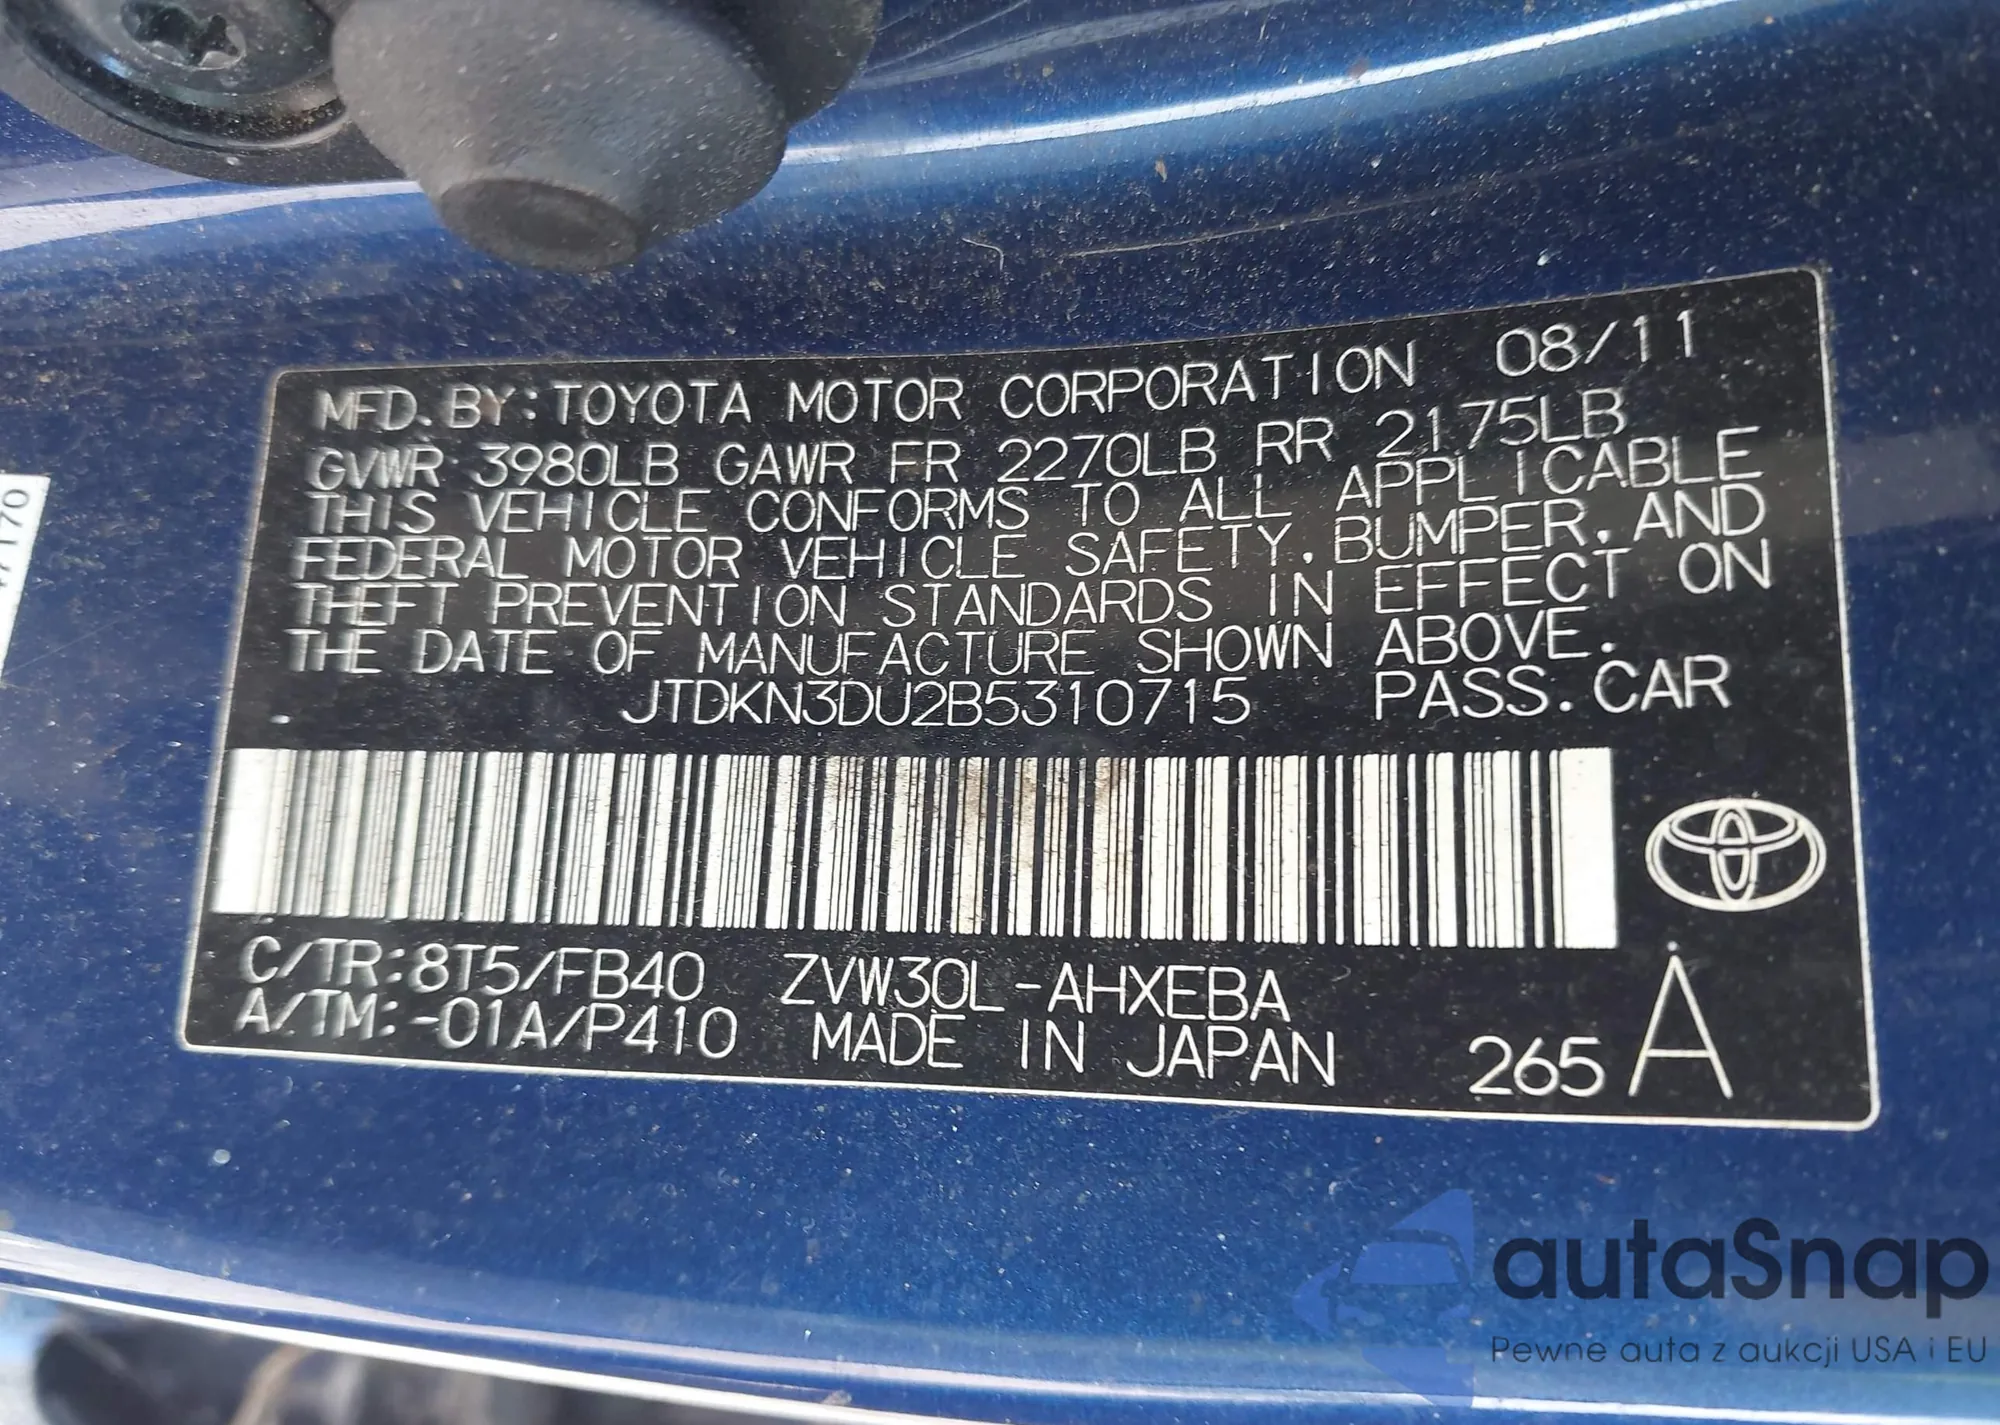 MFD. BY: TOYOTA MOTOR CORPORATION 08/11
GVWR 3980LB GAWR FR 2270LB RR 2175LB
THIS VEHICLE CONFORMS TO ALL APPLICABLE
FEDERAL MOTOR VEHICLE SAFETY, BUMPER, AND
THEFT PREVENTION STANDARDS IN EFFECT ON
THE DATE OF MANUFACTURE SHOWN ABOVE.
JTDKN3DU2B5310715 PASS. CAR
C/TR:8T5/FB40 ZVW30L-AHXEBA
A/TM:-01A/P410 MADE IN JAPAN 265 A
autaSnap
Pewne auta z aukcji USA i EU